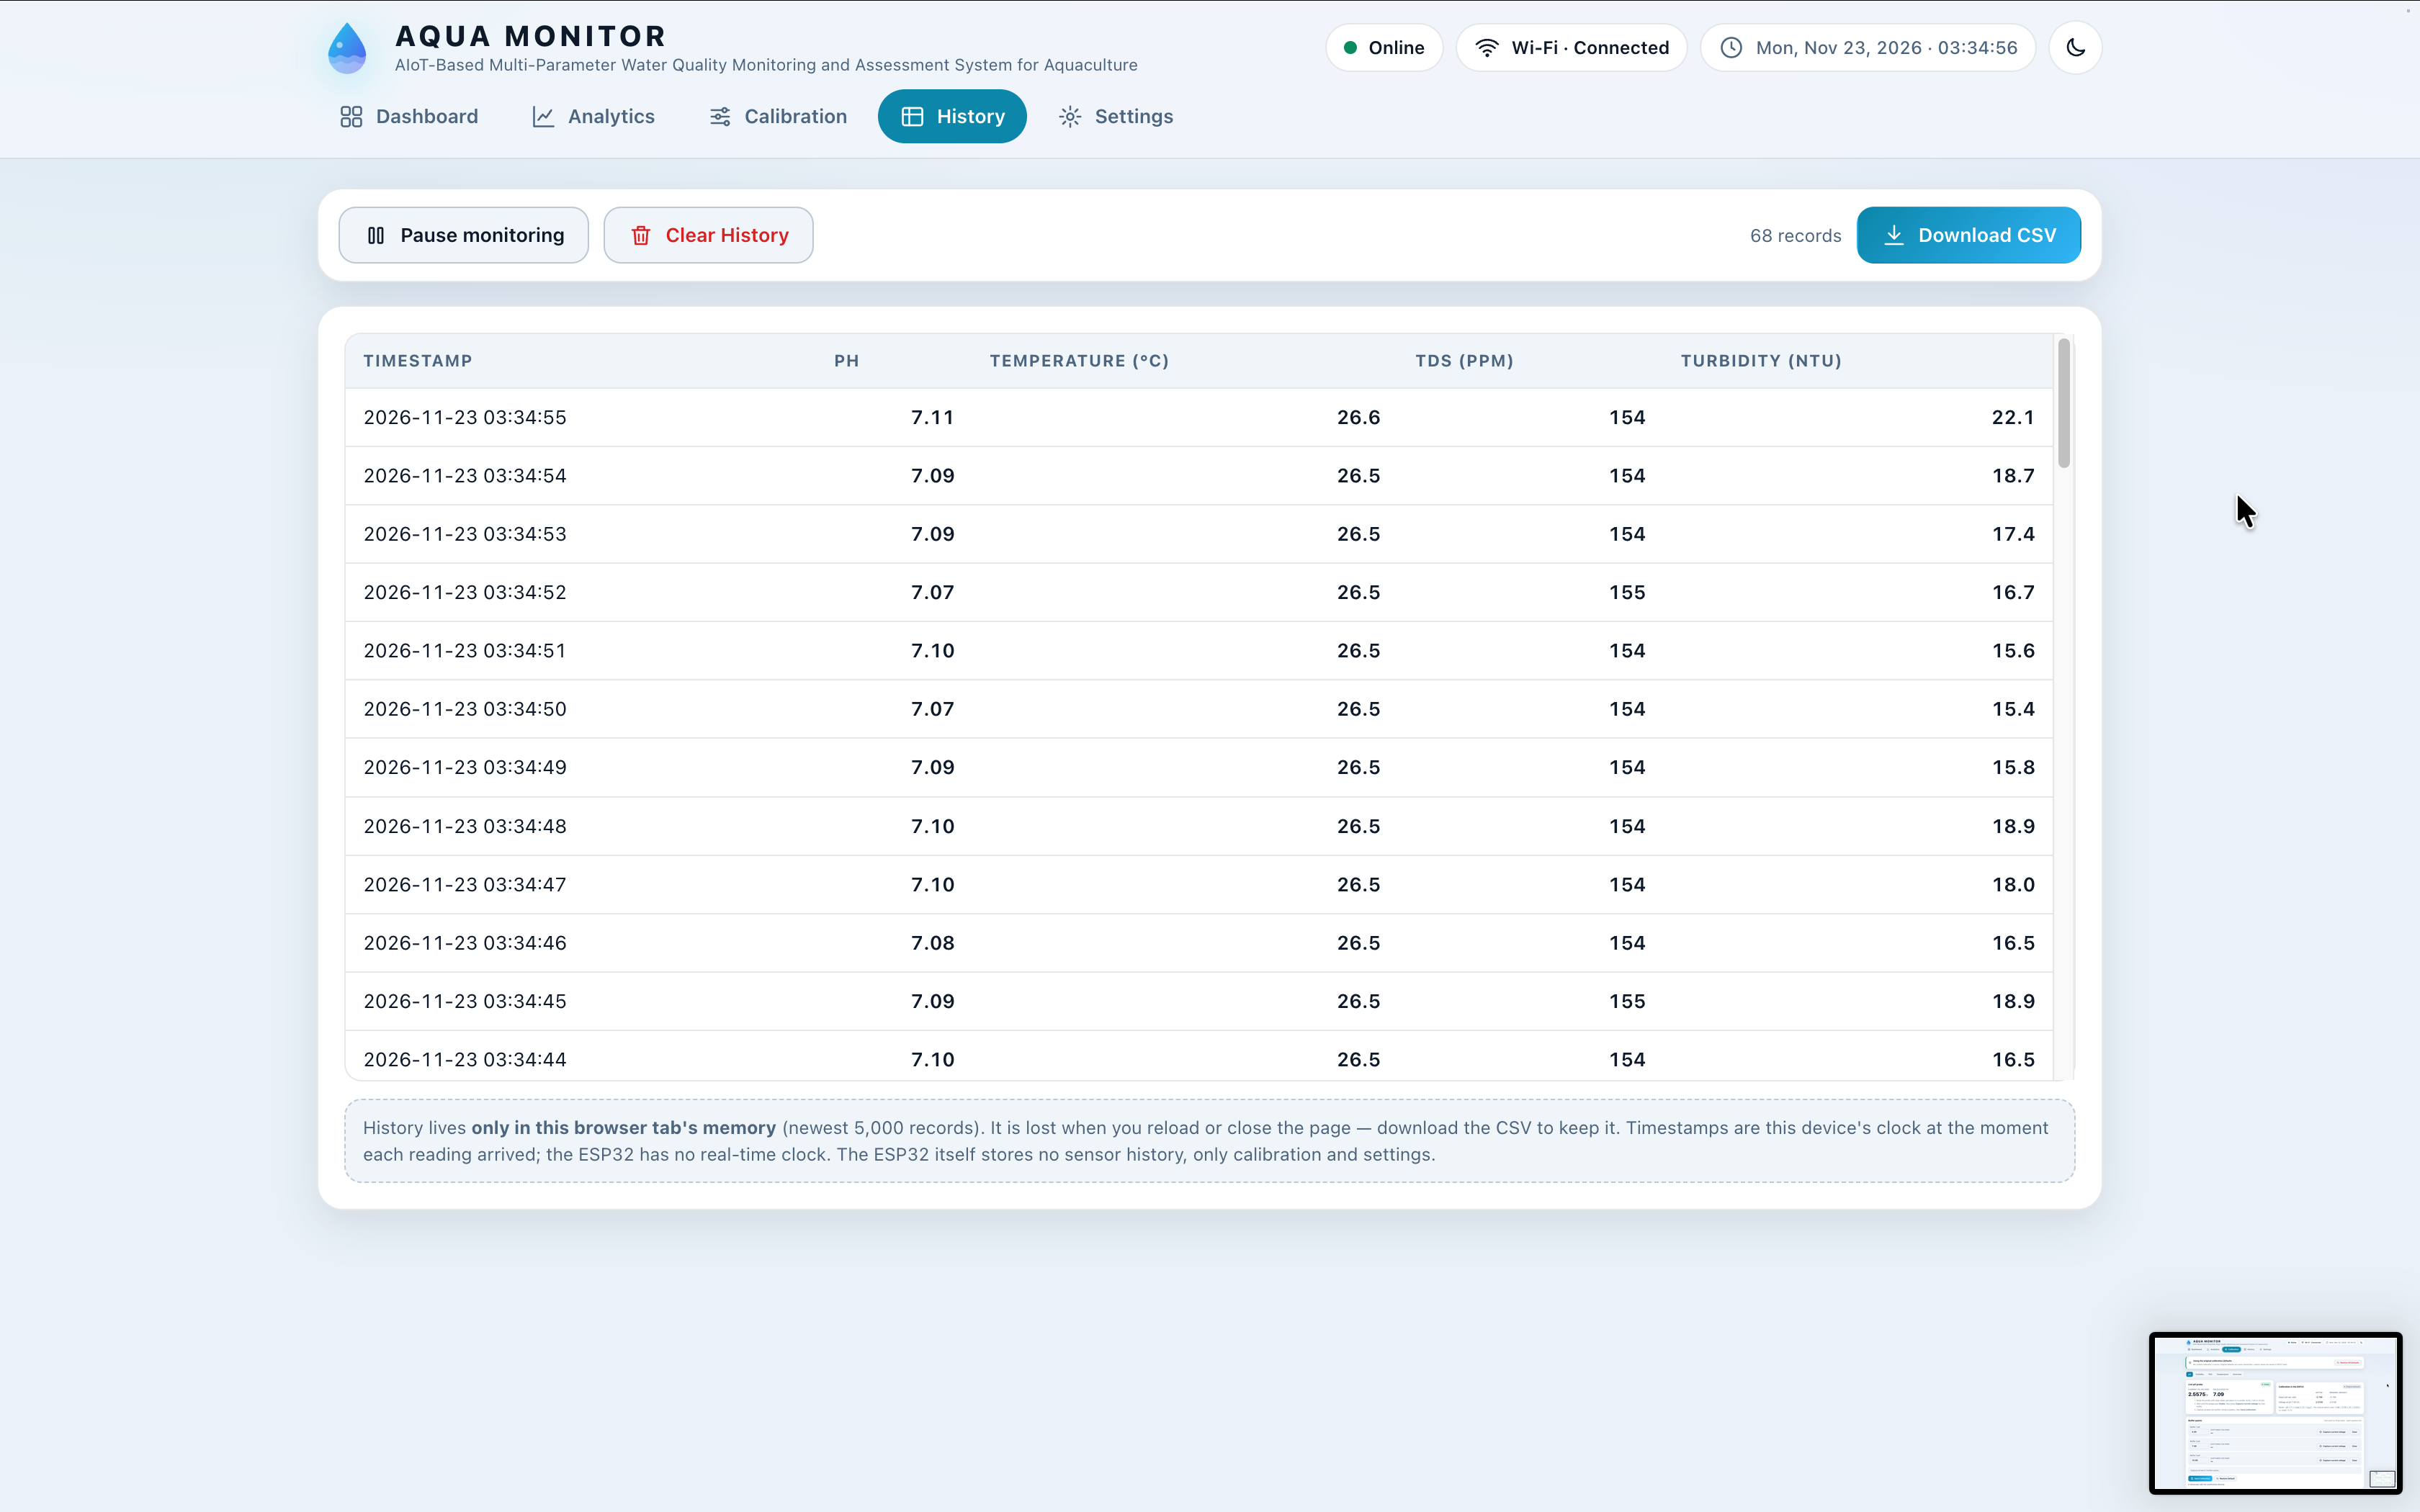 AQUA MONITOR
AIoT-Based Multi-Parameter Water Quality Monitoring and Assessment System for Aquaculture
Online
Wi-Fi · Connected
Mon, Nov 23, 2026 · 03:34:56
Dashboard Analytics Calibration History Settings
Pause monitoring Clear History 68 records Download CSV
TIMESTAMP PH TEMPERATURE (°C) TDS (PPM) TURBIDITY (NTU)
2026-11-23 03:34:55 7.11 26.6 154 22.1
2026-11-23 03:34:54 7.09 26.5 154 18.7
2026-11-23 03:34:53 7.09 26.5 154 17.4
2026-11-23 03:34:52 7.07 26.5 155 16.7
2026-11-23 03:34:51 7.10 26.5 154 15.6
2026-11-23 03:34:50 7.07 26.5 154 15.4
2026-11-23 03:34:49 7.09 26.5 154 15.8
2026-11-23 03:34:48 7.10 26.5 154 18.9
2026-11-23 03:34:47 7.10 26.5 154 18.0
2026-11-23 03:34:46 7.08 26.5 154 16.5
2026-11-23 03:34:45 7.09 26.5 155 18.9
2026-11-23 03:34:44 7.10 26.5 154 16.5
History lives only in this browser tab's memory (newest 5,000 records). It is lost when you reload or close the page — download the CSV to keep it. Timestamps are this device's clock at the moment
each reading arrived; the ESP32 has no real-time clock. The ESP32 itself stores no sensor history, only calibration and settings.
AQUA MONITOR
2.5575 7.09